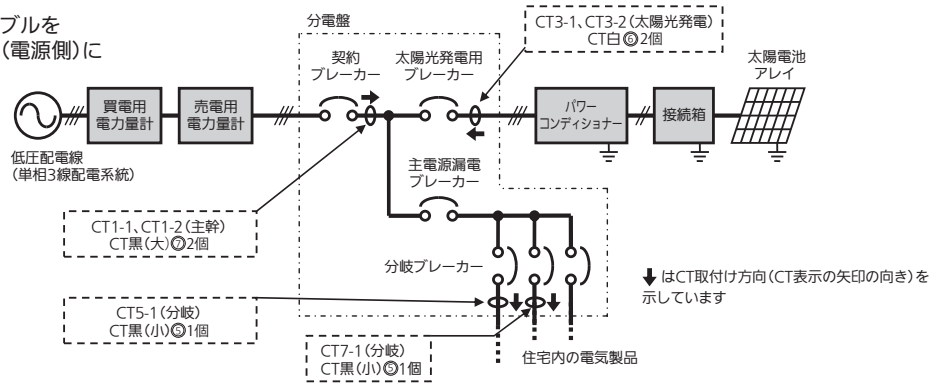 ブルを
(電源側)に
分電盤
CT3-1、CT3-2(太陽光発電)
CT白⑥2個
契約
ブレーカー
太陽光発電用
ブレーカー
太陽電池
アレイ
買電用
電力量計
売電用
電力量計
パワー
コンディショナー
接続箱
低圧配電線
(単相3線配電系統)
主電源漏電
ブレーカー
CT1-1、CT1-2(主幹)
CT黒(大)⑦2個
分岐ブレーカー
はCT取付け方向(CT表示の矢印の向き)を
示しています
CT5-1(分岐)
CT黒(小)⑤1個
CT7-1(分岐)
CT黒(小)⑤1個
住宅内の電気製品